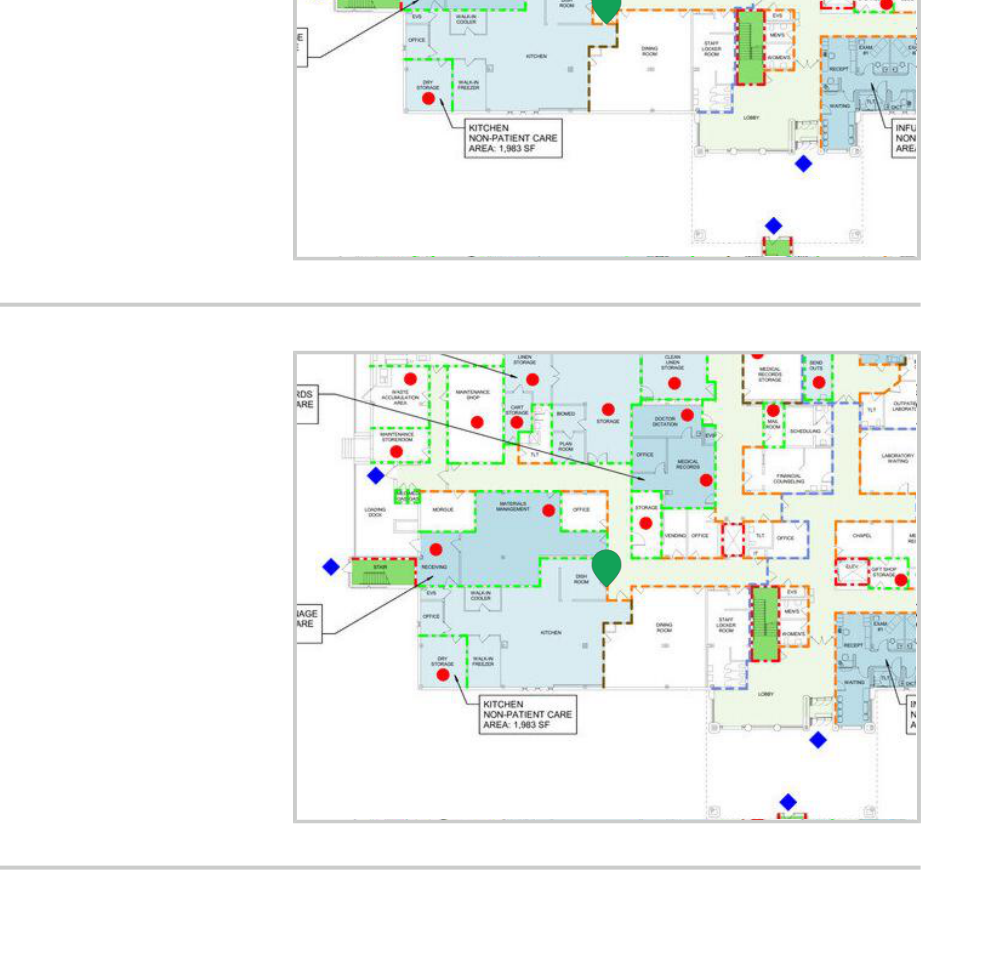 DISH
ROOM
EVS
WALK-IN
COOLER
OFFICE
KITCHEN
DINING
ROOM
STAFF
LOCKER
ROOM
EVS
MEN'S
WOMEN'S
EXAM
#1
RECEPT
DRY
STORAGE
WALK-IN
FREEZER
WAITING
TLT
DICT
LOBBY
KITCHEN
NON-PATIENT CARE
AREA: 1,983 SF
INFU
NON
AREA
LINEN
STORAGE
CLEAN
LINEN
STORAGE
MEDICAL
RECORDS
STORAGE
SEND
OUTS
WASTE
ACCUMULATION
AREA
MAINTENANCE
SHOP
RDS
ARE
CART
STORAGE
BIOMED
STORAGE
DOCTOR
DICTATION
MAIL
ROOM
SCHEDULING
TLT
MAINTENANCE
STOREROOM
PLAN
ROOM
TLT
OFFICE
MEDICAL
RECORDS
FINANCIAL
COUNSELING
LABORATORY
WAITING
LOADING
DOCK
MORGUE
MATERIALS
MANAGEMENT
OFFICE
STORAGE
VENDING
OFFICE
TLT
OFFICE
CHAPEL
STAIR
RECEIVING
DISH
ROOM
ELEV.
GIFT SHOP
STORAGE
EVS
WALK-IN
COOLER
OFFICE
KITCHEN
DINING
ROOM
STAFF
LOCKER
ROOM
EVS
MEN'S
WOMEN'S
EXAM
#1
RECEPT
NAGE
ARE
DRY
STORAGE
WALK-IN
FREEZER
WAITING
TLT
DICT
LOBBY
KITCHEN
NON-PATIENT CARE
AREA: 1,983 SF